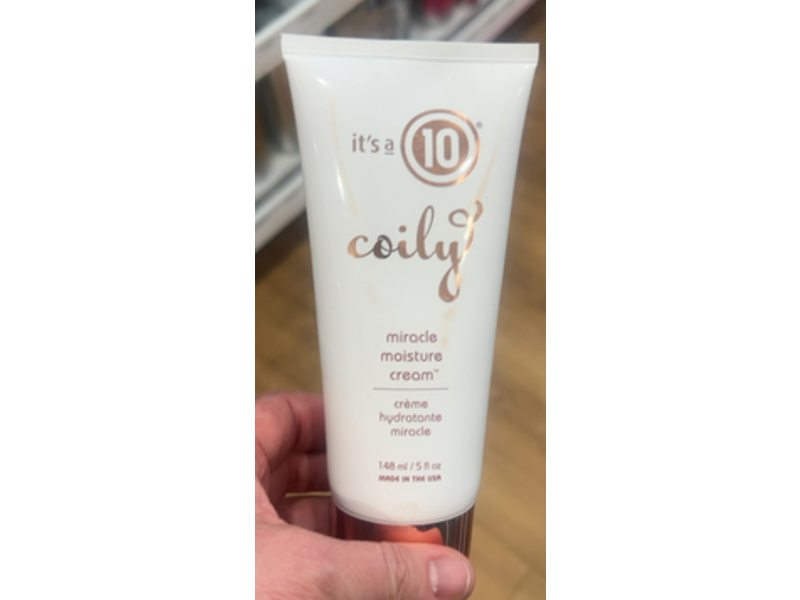 it's a 10®
coily
miracle
moisture
cream™
crème
hydratante
miracle
148 ml / 5 fl oz
MADE IN THE USA